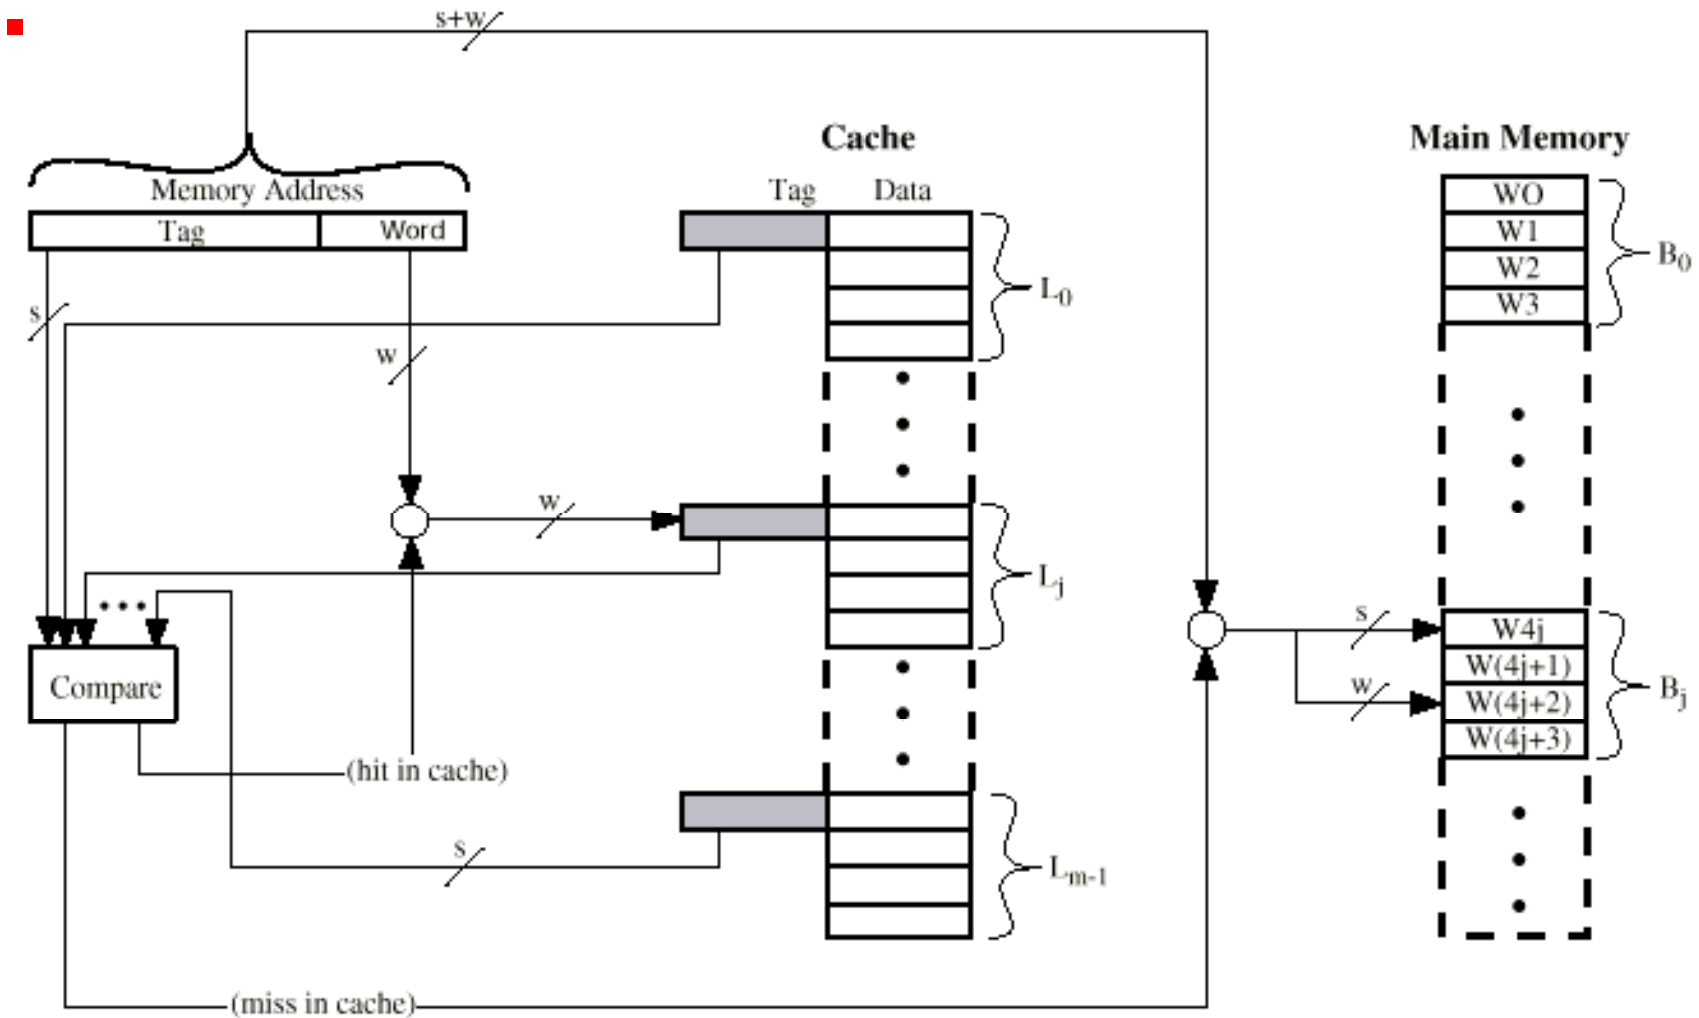 s+w
Cache
Main Memory
Memory Address
Tag Data
Tag Word
WO
W1
W2
W3
B0
L0
s
w
w
Lj
• • •
Compare
s
w
W4j
W(4j+1)
W(4j+2)
W(4j+3)
Bj
(hit in cache)
s
Lm-1
(miss in cache)